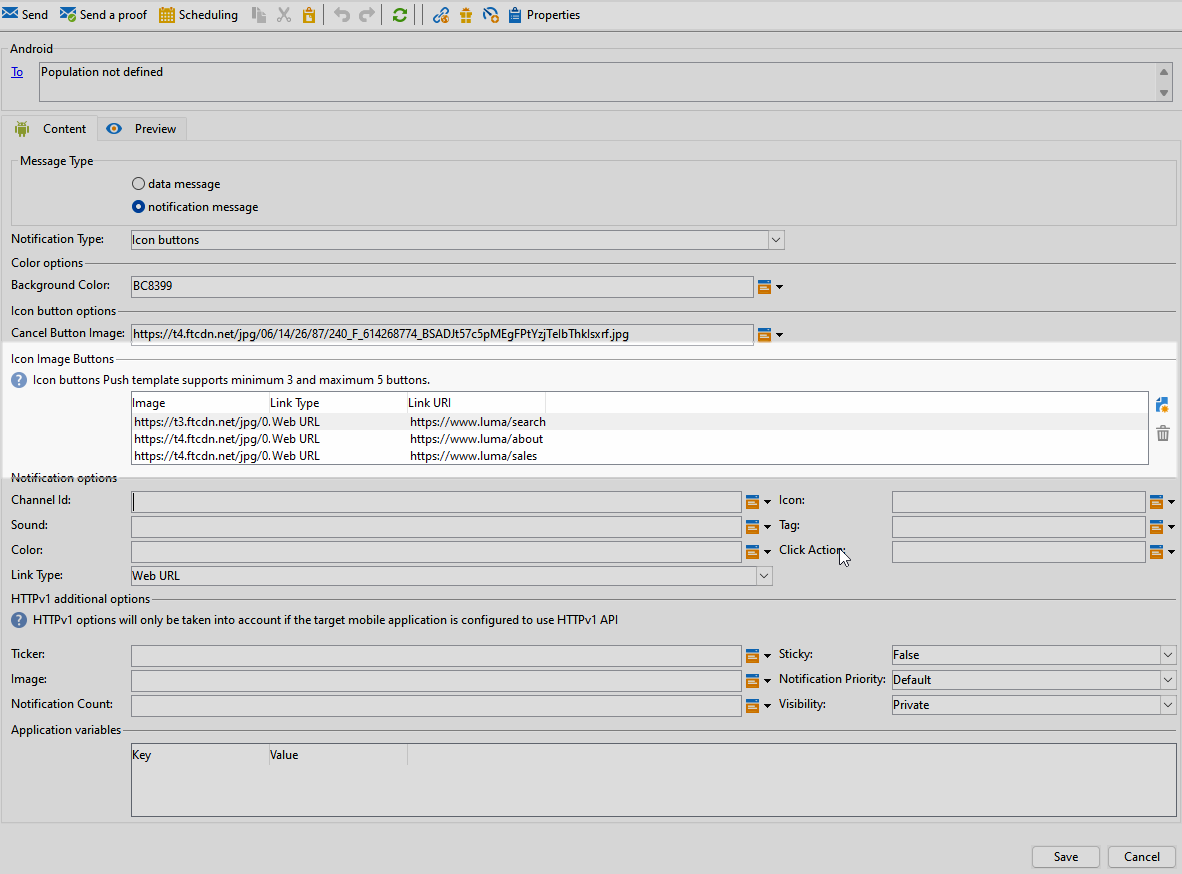 Send Send a proof Scheduling Properties
Android
To Population not defined
Content Preview
Message Type
data message
notification message
Notification Type: Icon buttons
Color options
Background Color: BC8399
Icon button options
Cancel Button Image: https://t4.ftcdn.net/jpg/06/14/26/87/240_F_614268774_BSADJt57c5pMEgFPtYzjTelbThklsxrf.jpg
Icon Image Buttons
Icon buttons Push template supports minimum 3 and maximum 5 buttons.
Image Link Type Link URI
https://t3.ftcdn.net/jpg/0. Web URL https://www.luma/search
https://t4.ftcdn.net/jpg/0. Web URL https://www.luma/about
https://t4.ftcdn.net/jpg/0. Web URL https://www.luma/sales
Notification options
Channel Id: Icon:
Sound: Tag:
Color: Click Action:
Link Type: Web URL
HTTPv1 additional options
HTTPv1 options will only be taken into account if the target mobile application is configured to use HTTPv1 API
Ticker: Sticky: False
Image: Notification Priority: Default
Notification Count: Visibility: Private
Application variables
Key Value
Save Cancel